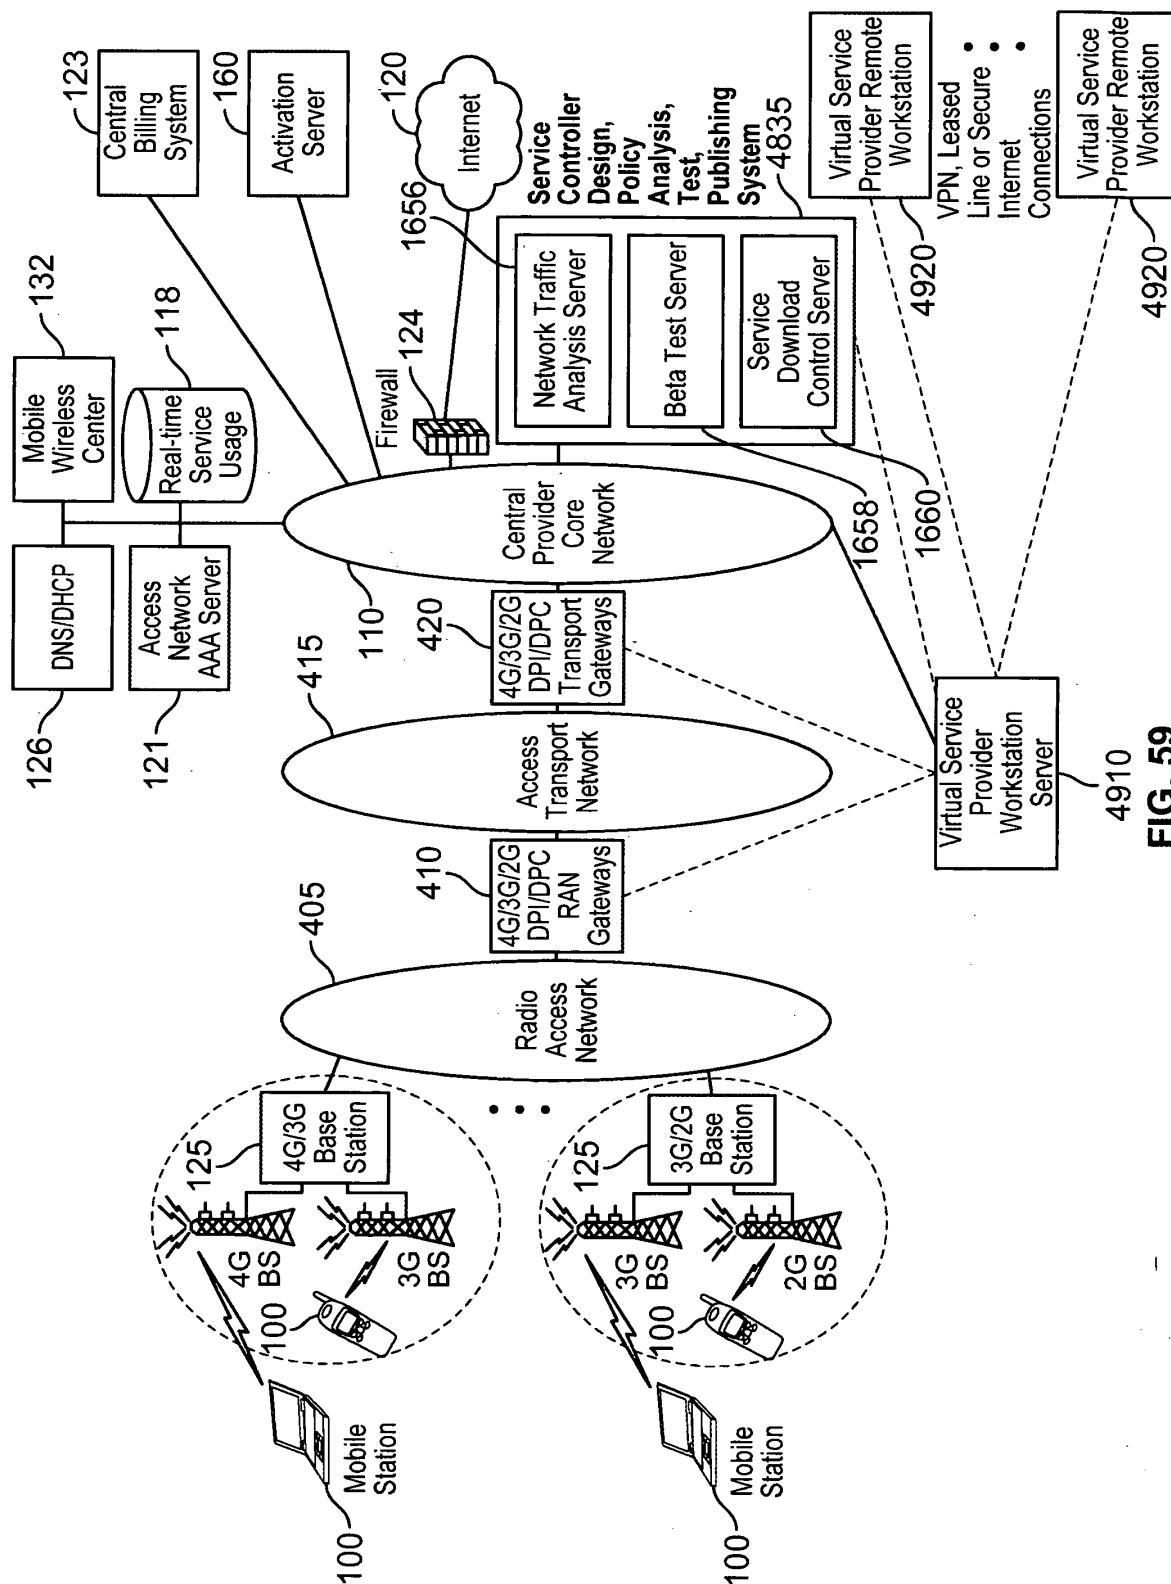 126
DNS/DHCP
Mobile
Wireless
Center
132
121
Access
Network
AAA Server
Real-time
Service
Usage
118
Central
Billing
System
123
Activation
Server
160
Internet
120
Firewall
124
110
Central
Provider
Core
Network
Service
Controller
Design,
Policy
Analysis,
Test,
Publishing
System
4835
1656
Network Traffic
Analysis Server
Beta Test Server
Service
Download
Control Server
1658
1660
420
4G/3G/2G
DPI/DPC
Transport
Gateways
415
Access
Transport
Network
410
4G/3G/2G
DPI/DPC
RAN
Gateways
405
Radio
Access
Network
125
4G/3G
Base
Station
4G
BS
3G
BS
100
Mobile
Station
100
125
3G/2G
Base
Station
3G
BS
2G
BS
100
Mobile
Station
100
Virtual Service
Provider
Workstation
Server
4910
Virtual Service
Provider Remote
Workstation
4920
VPN, Leased
Line or Secure
Internet
Connections
Virtual Service
Provider Remote
Workstation
4920
FIG. 59